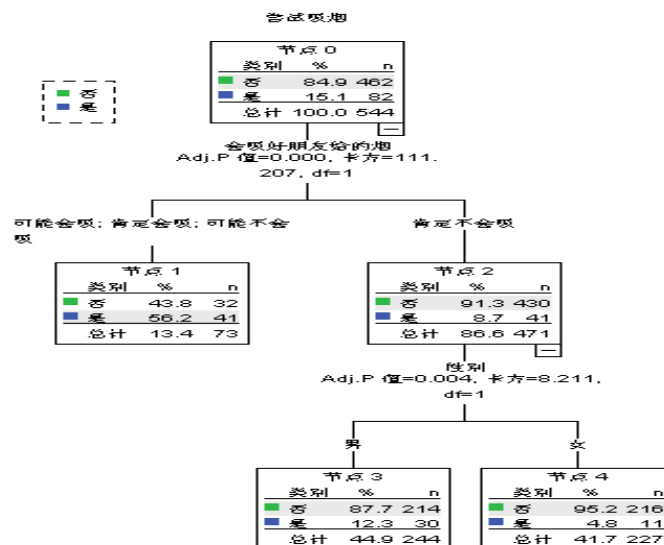 尝试吸烟
否
是
节点 0
类别 % n
否 84.9 462
是 15.1 82
总计 100.0 544
会吸好朋友给的烟
Adj.P 值=0.000, 卡方=111.
207, df=1
可能会吸; 肯定会吸; 可能不会
吸
肯定不会吸
节点 1
类别 % n
否 43.8 32
是 56.2 41
总计 13.4 73
节点 2
类别 % n
否 91.3 430
是 8.7 41
总计 86.6 471
性别
Adj.P 值=0.004, 卡方=8.211,
df=1
男
女
节点 3
类别 % n
否 87.7 214
是 12.3 30
总计 44.9 244
节点 4
类别 % n
否 95.2 216
是 4.8 11
总计 41.7 227